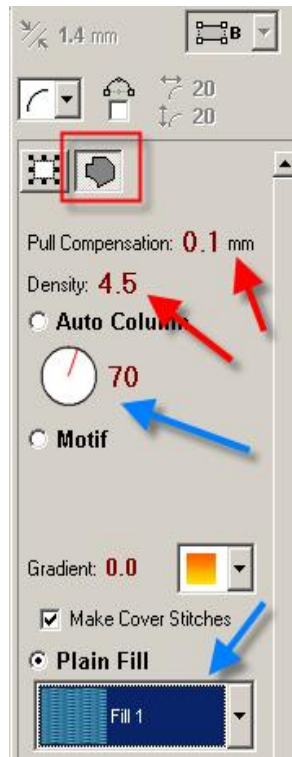 1.4 mm B
20
20
Pull Compensation: 0.1 mm
Density: 4.5
Auto Column
70
Motif
Gradient: 0.0
Make Cover Stitches
Plain Fill
Fill 1